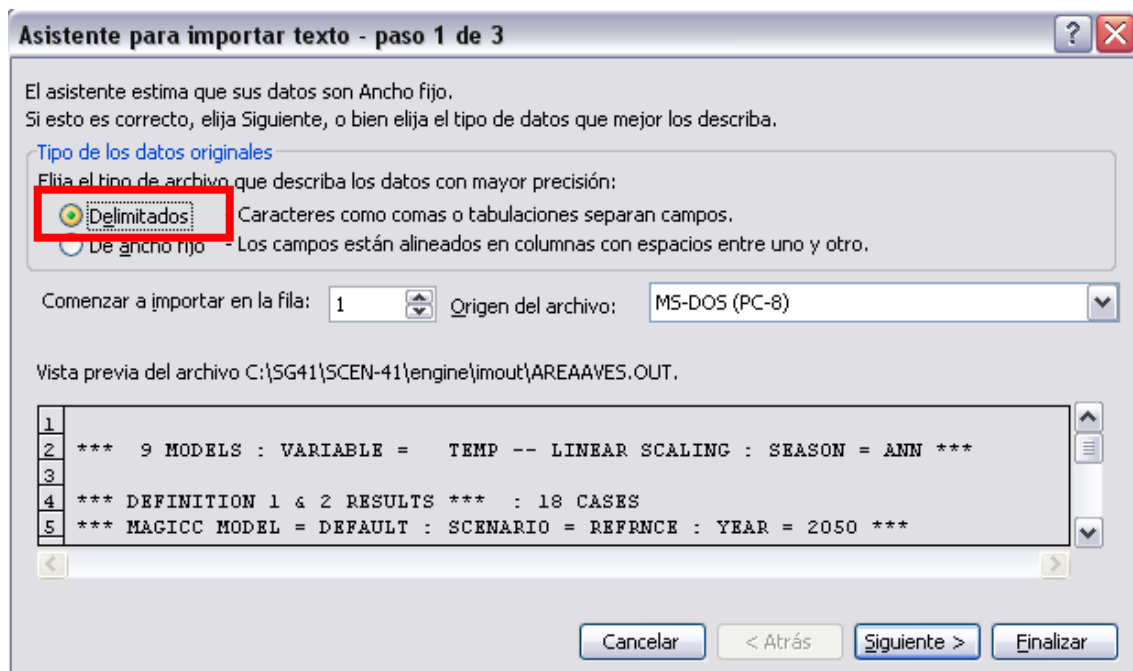 Asistente para importar texto - paso 1 de 3
El asistente estima que sus datos son Ancho fijo.
Si esto es correcto, elija Siguiente, o bien elija el tipo de datos que mejor los describa.
Tipo de los datos originales
Elija el tipo de archivo que describa los datos con mayor precisión:
Delimitados - Caracteres como comas o tabulaciones separan campos.
De ancho fijo - Los campos están alineados en columnas con espacios entre uno y otro.
Comenzar a importar en la fila: 1 Origen del archivo: MS-DOS (PC-8)
Vista previa del archivo C:\SG41\SCEN-41\engine\imout\AREAAVES.OUT.
1
2 *** 9 MODELS : VARIABLE = TEMP -- LINEAR SCALING : SEASON = ANN ***
3
4 *** DEFINITION 1 & 2 RESULTS *** : 18 CASES
5 *** MAGICC MODEL = DEFAULT : SCENARIO = REFRNCE : YEAR = 2050 ***
Cancelar < Atrás Siguiente > Finalizar